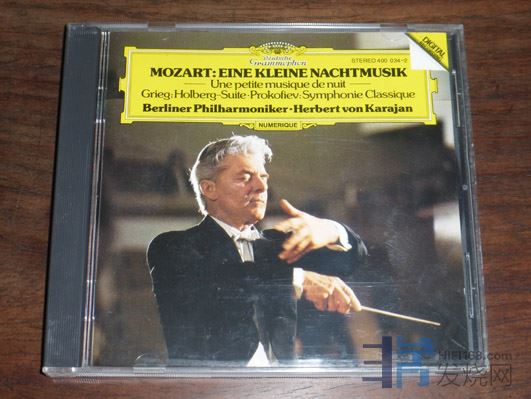 Deutsche
Grammophon
STEREO 400 034-2
DIGITAL
MOZART: EINE KLEINE NACHTMUSIK
Une petite musique de nuit
Grieg: Holberg-Suite·Prokofiev: Symphonie Classique
Berliner Philharmoniker·Herbert von Karajan
NUMERIQUE
HIFI168.com
发烧网